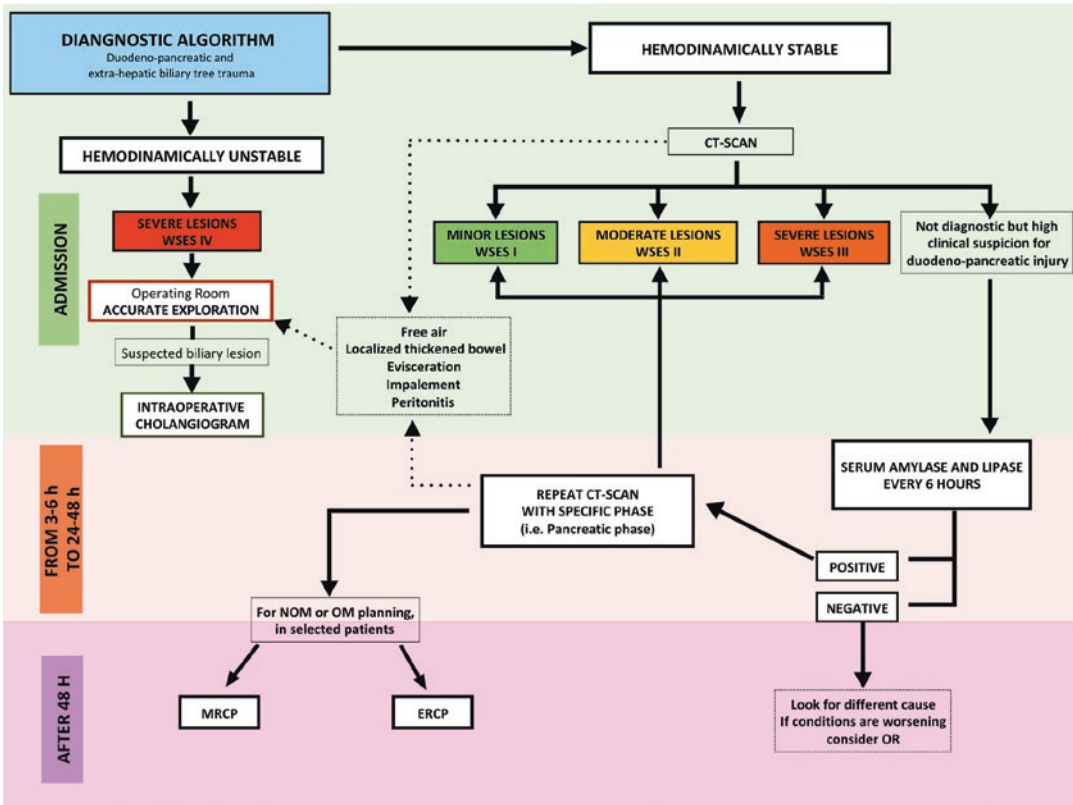 DIANGNOSTIC ALGORITHM
Duodeno-pancreatic and
extra-hepatic biliary tree trauma
HEMODINAMICALLY STABLE
HEMODINAMICALLY UNSTABLE
CT-SCAN
ADMISSION
SEVERE LESIONS
WSES IV
MINOR LESIONS
WSES I
MODERATE LESIONS
WSES II
SEVERE LESIONS
WSES III
Not diagnostic but high
clinical suspicion for
duodeno-pancreatic injury
Operating Room
ACCURATE EXPLORATION
Suspected biliary lesion
INTRAOPERATIVE
CHOLANGIOGRAM
Free air
Localized thickened bowel
Evisceration
Impalement
Peritonitis
FROM 3-6 h
TO 24-48 h
SERUM AMYLASE AND LIPASE
EVERY 6 HOURS
REPEAT CT-SCAN
WITH SPECIFIC PHASE
(i.e. Pancreatic phase)
POSITIVE
NEGATIVE
For NOM or OM planning,
in selected patients
AFTER 48 H
MRCP
ERCP
Look for different cause
If conditions are worsening
consider OR